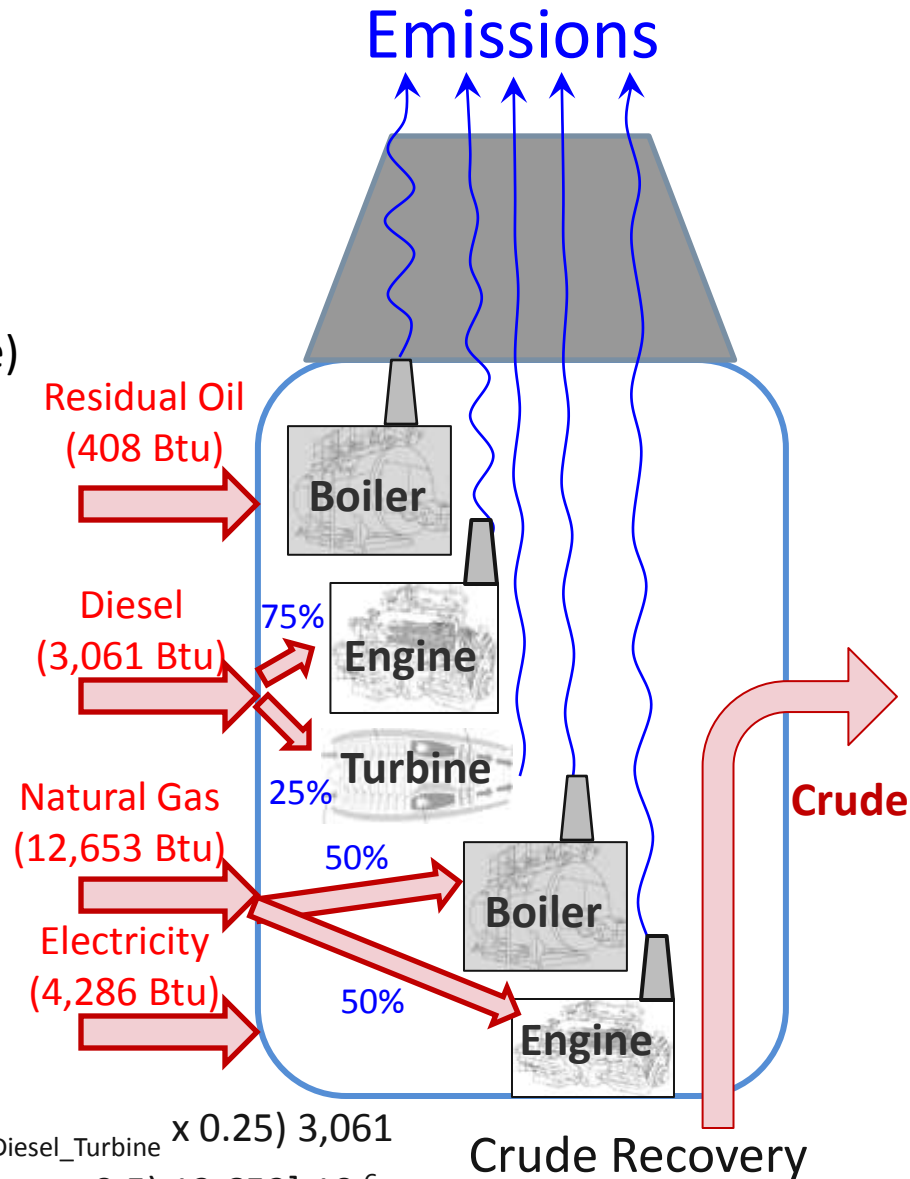 Emissions
e)
Residual Oil
(408 Btu)
Boiler
Diesel
(3,061 Btu)
75%
Engine
25%
Turbine
Natural Gas
(12,653 Btu)
50%
Boiler
Crude
Electricity
(4,286 Btu)
50%
Engine
Diesel_Turbine x 0.25) 3,061
Crude Recovery